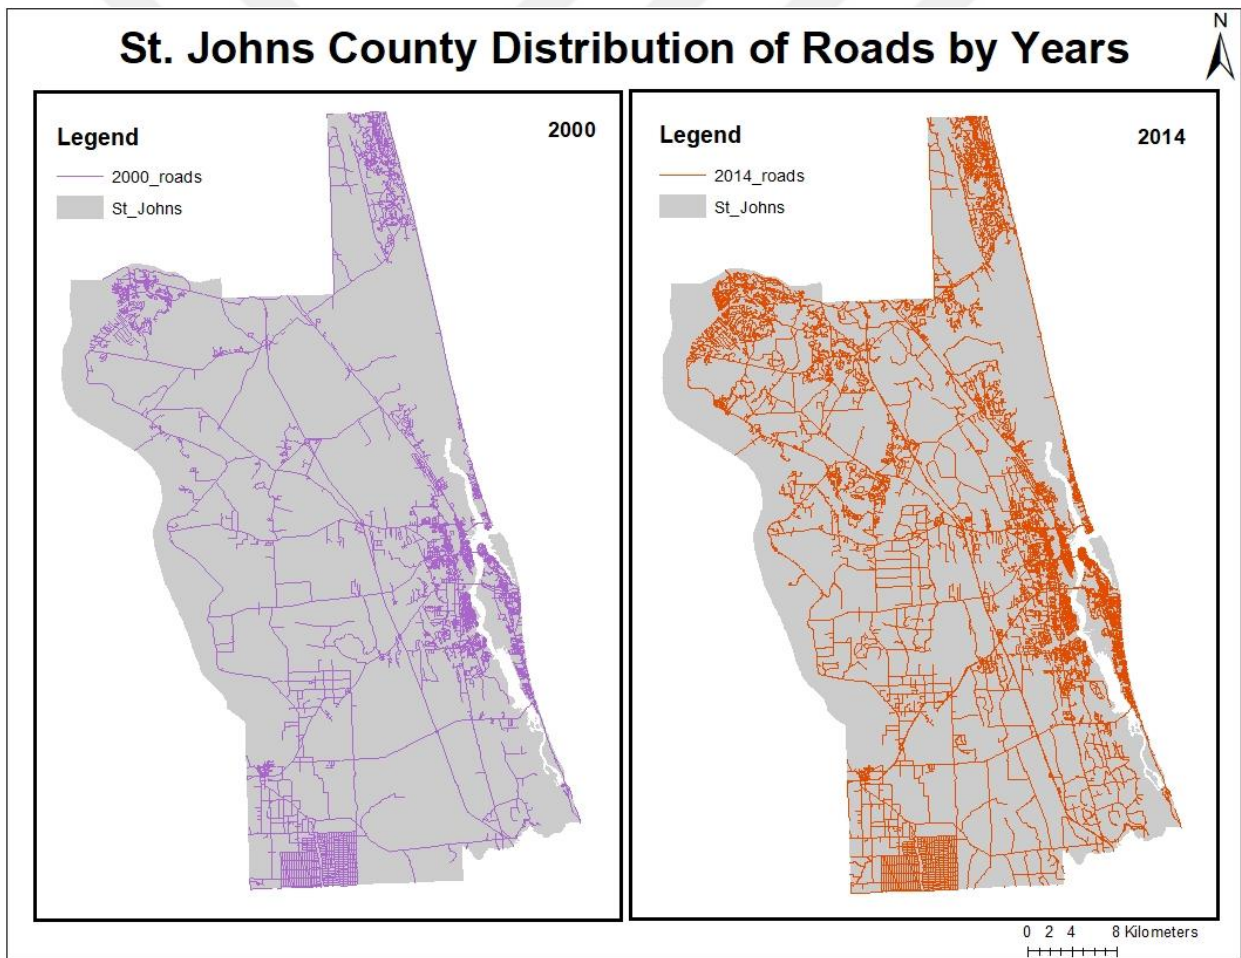 St. Johns County Distribution of Roads by Years
N
Legend
2000
2000_roads
St_Johns
Legend
2014
2014_roads
St_Johns
0 2 4 8 Kilometers